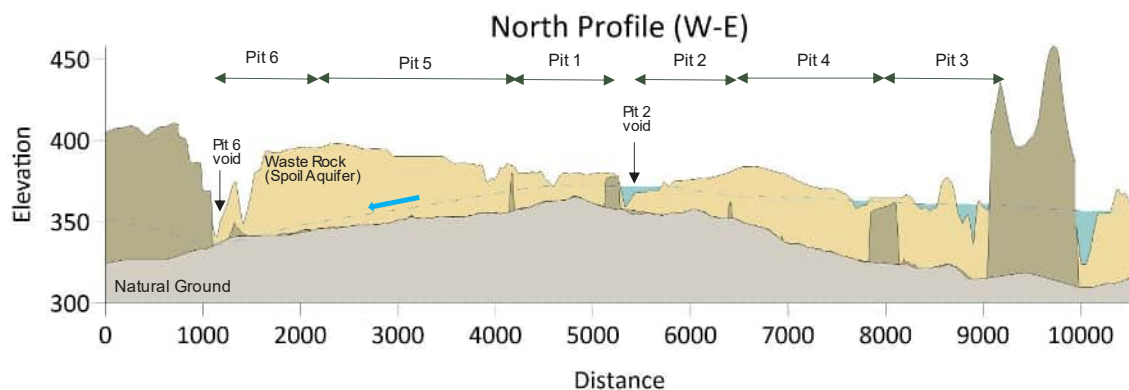 North Profile (W-E)
Pit 6
Pit 5
Pit 1
Pit 2
Pit 4
Pit 3
450
400
350
300
Elevation
Pit 6
void
Waste Rock
(Spoil Aquifer)
Pit 2
void
Natural Ground
0
1000
2000
3000
4000
5000
6000
7000
8000
9000
10000
Distance